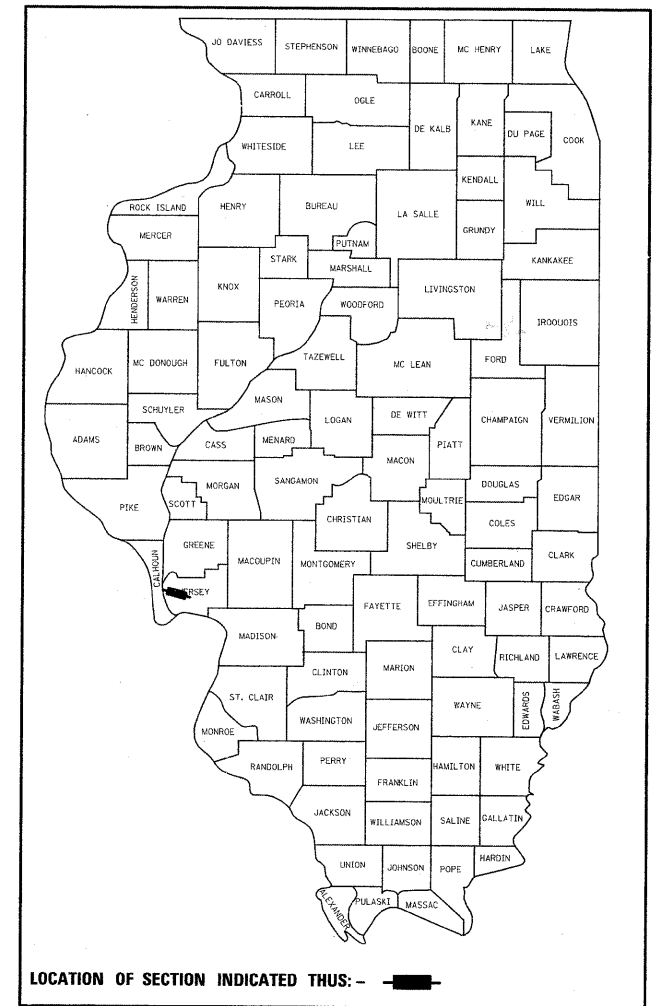 JO DAVIESS STEPHENSON WINNEBAGO BOONE MC HENRY LAKE
CARROLL OGLE DE KALB KANE DU PAGE COOK
WHITESIDE LEE KENDALL WILL
ROCK ISLAND HENRY BUREAU LA SALLE GRUNDY
MERCER PUTNAM KANKAKEE
STARK MARSHALL
HENDERSON WARREN KNOX PEORIA WOODFORD LIVINGSTON IROQUOIS
HANCOCK MC DONOUGH FULTON TAZEWELL MC LEAN FORD
SCHUYLER MASON LOGAN DE WITT CHAMPAIGN VERMILION
ADAMS BROWN CASS MENARD MACON PIATT
PIKE SCOTT MORGAN SANGAMON MOULTRIE DOUGLAS EDGAR
CHRISTIAN COLES
CALHOUN GREENE MACOUPIN MONTGOMERY SHELBY CUMBERLAND CLARK
ERSEY FAYETTE EFFINGHAM JASPER CRAWFORD
MADISON BOND
CLINTON MARION CLAY RICHLAND LAWRENCE
ST. CLAIR WASHINGTON WAYNE EDWARDS WABASH
MONROE JEFFERSON
RANDOLPH PERRY FRANKLIN HAMILTON WHITE
JACKSON WILLIAMSON SALINE GALLATIN
UNION JOHNSON POPE HARDIN
ALEXANDER PULASKI MASSAC
LOCATION OF SECTION INDICATED THUS: -